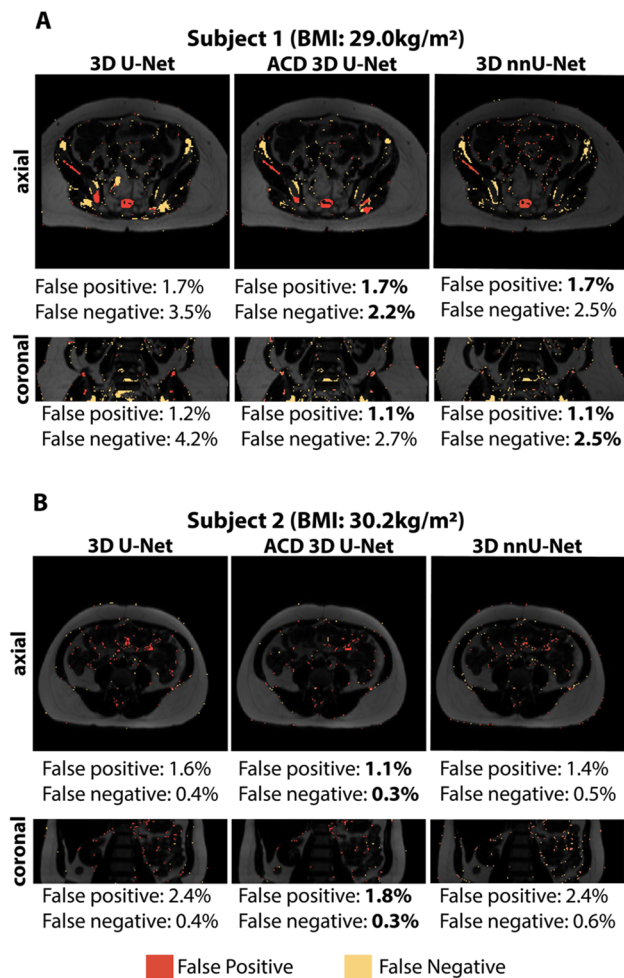 A
Subject 1 (BMI: 29.0kg/m²)
3D U-Net ACD 3D U-Net 3D nnU-Net
axial
False positive: 1.7% False positive: 1.7% False positive: 1.7%
False negative: 3.5% False negative: 2.2% False negative: 2.5%
coronal
False positive: 1.2% False positive: 1.1% False positive: 1.1%
False negative: 4.2% False negative: 2.7% False negative: 2.5%
B
Subject 2 (BMI: 30.2kg/m²)
3D U-Net ACD 3D U-Net 3D nnU-Net
axial
False positive: 1.6% False positive: 1.1% False positive: 1.4%
False negative: 0.4% False negative: 0.3% False negative: 0.5%
coronal
False positive: 2.4% False positive: 1.8% False positive: 2.4%
False negative: 0.4% False negative: 0.3% False negative: 0.6%
False Positive False Negative